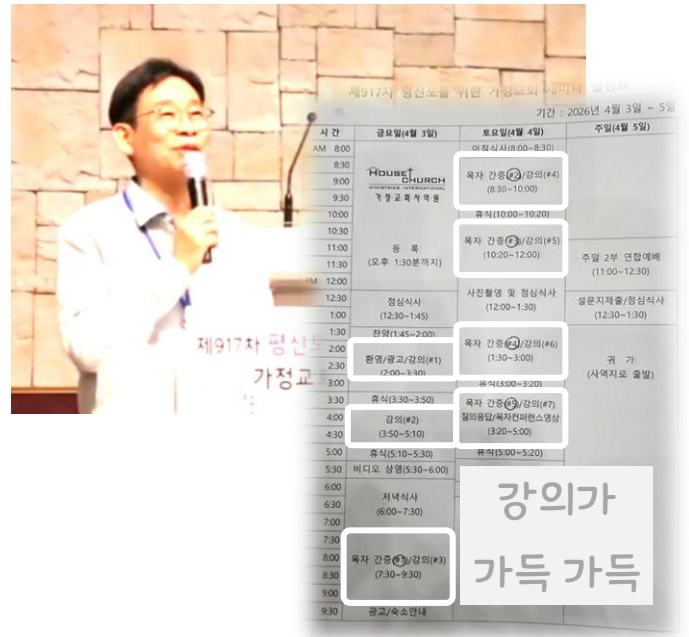 제917차 평신도를 위한 가정교회 세미나 일정표
기간 : 2026년 4월 3일 ~ 5일
시 간 금요일(4월 3일) 토요일(4월 4일) 주일(4월 5일)
AM 8:00
8:30
9:00
9:30
10:00
10:30
11:00
11:30
PM 12:00
12:30
1:00
1:30
2:00
2:30
3:00
3:30
4:00
4:30
5:00
5:30
6:00
6:30
7:00
7:30
8:00
8:30
9:00
9:30
HOUSE CHURCH
MINISTRIES INTERNATIONAL
가정교회사역원
등 록
(오후 1:30분까지)
점심식사
(12:30~1:45)
찬양(1:45~2:00)
환영/광고/강의(#1)
(2:00~3:30)
휴식(3:30~3:50)
강의(#2)
(3:50~5:10)
휴식(5:10~5:30)
비디오 상영(5:30~6:00)
저녁식사
(6:00~7:30)
목자 간증(#1)/강의(#3)
(7:30~9:30)
광고/숙소안내
아침식사(8:00~8:30)
목자 간증(#2)/강의(#4)
(8:30~10:00)
휴식(10:00~10:20)
목자 간증(#3)/강의(#5)
(10:20~12:00)
사진촬영 및 점심식사
(12:00~1:30)
목자 간증(#4)/강의(#6)
(1:30~3:00)
휴식(3:00~3:20)
목자 간증(#5)/강의(#7)
질의응답/목자컨퍼런스영상
(3:20~5:00)
휴식(5:00~5:20)
주일 2부 연합예배
(11:00~12:30)
설문지제출/점심식사
(12:30~1:30)
귀 가
(사역지로 출발)
제917차 평신도
가정교
강의가
가득 가득